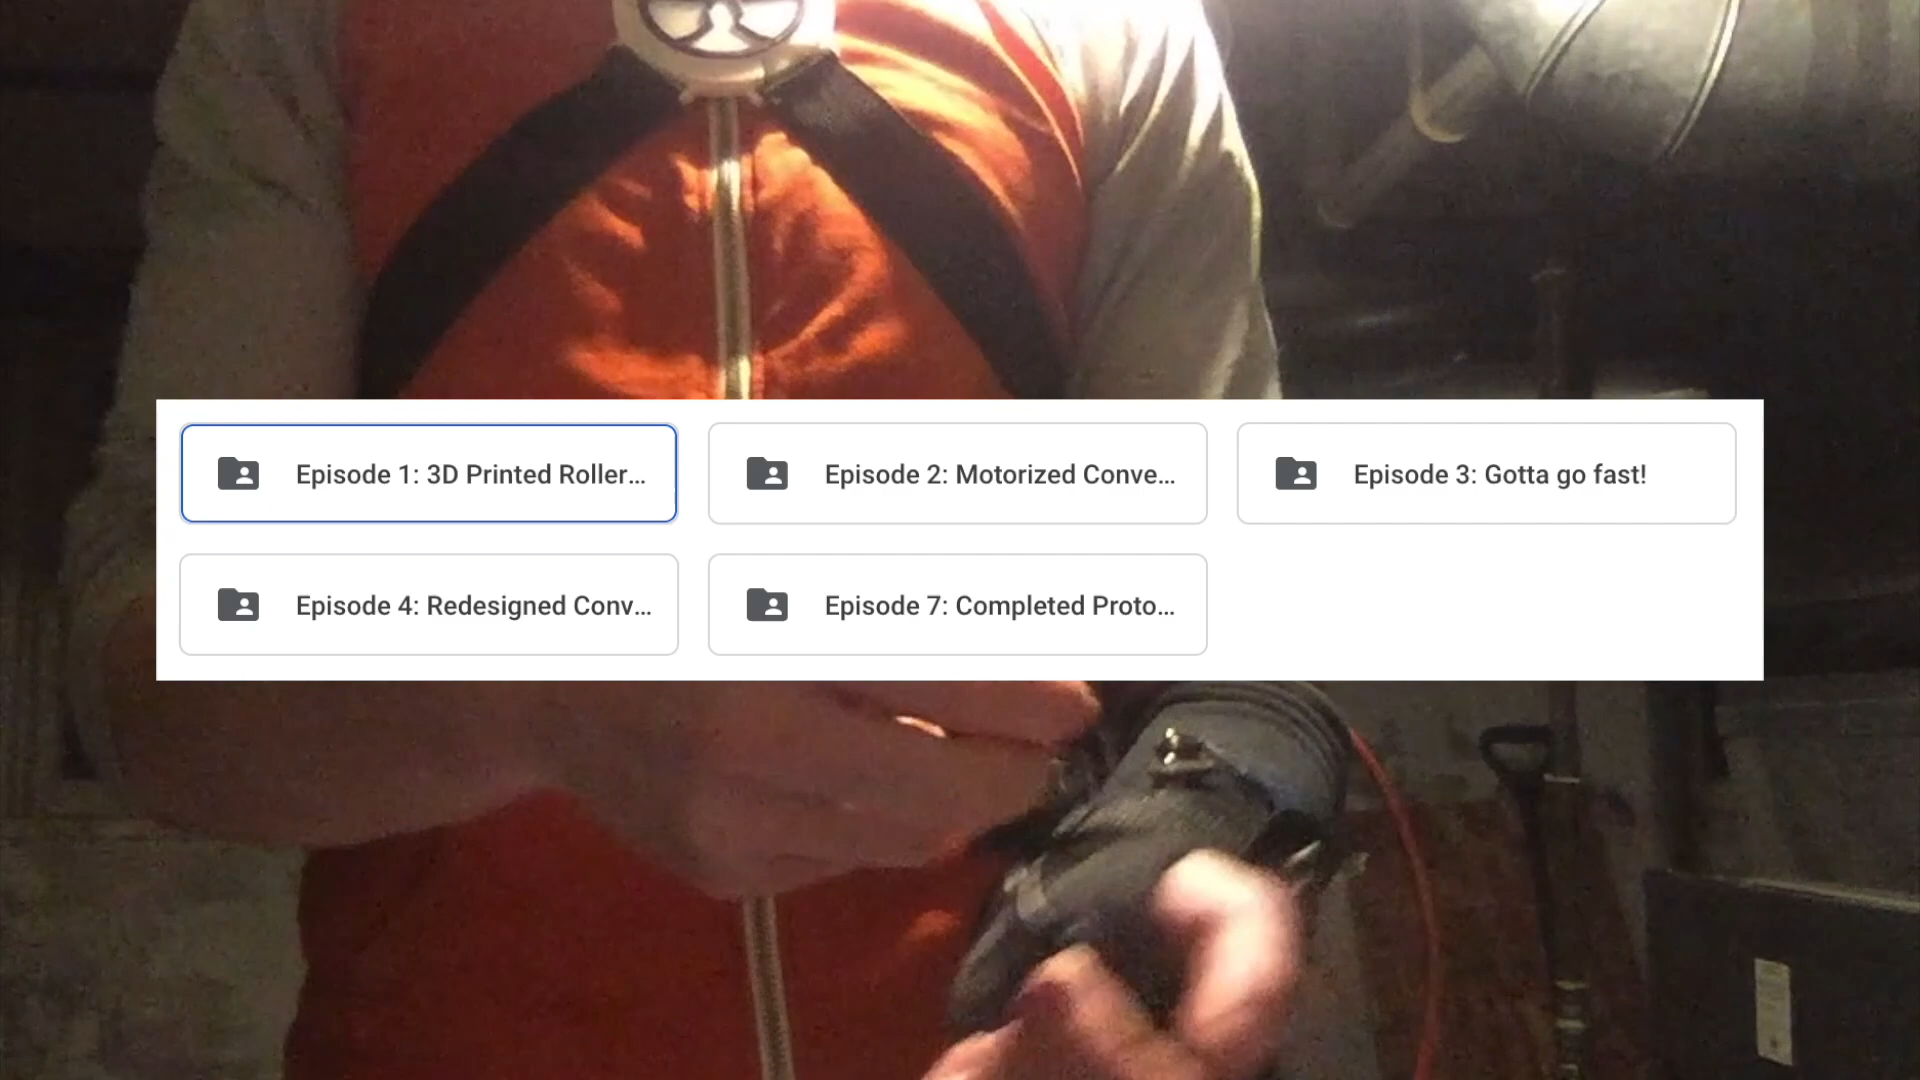 Episode 1: 3D Printed Roller...
Episode 2: Motorized Conve...
Episode 3: Gotta go fast!
Episode 4: Redesigned Conv...
Episode 7: Completed Proto...